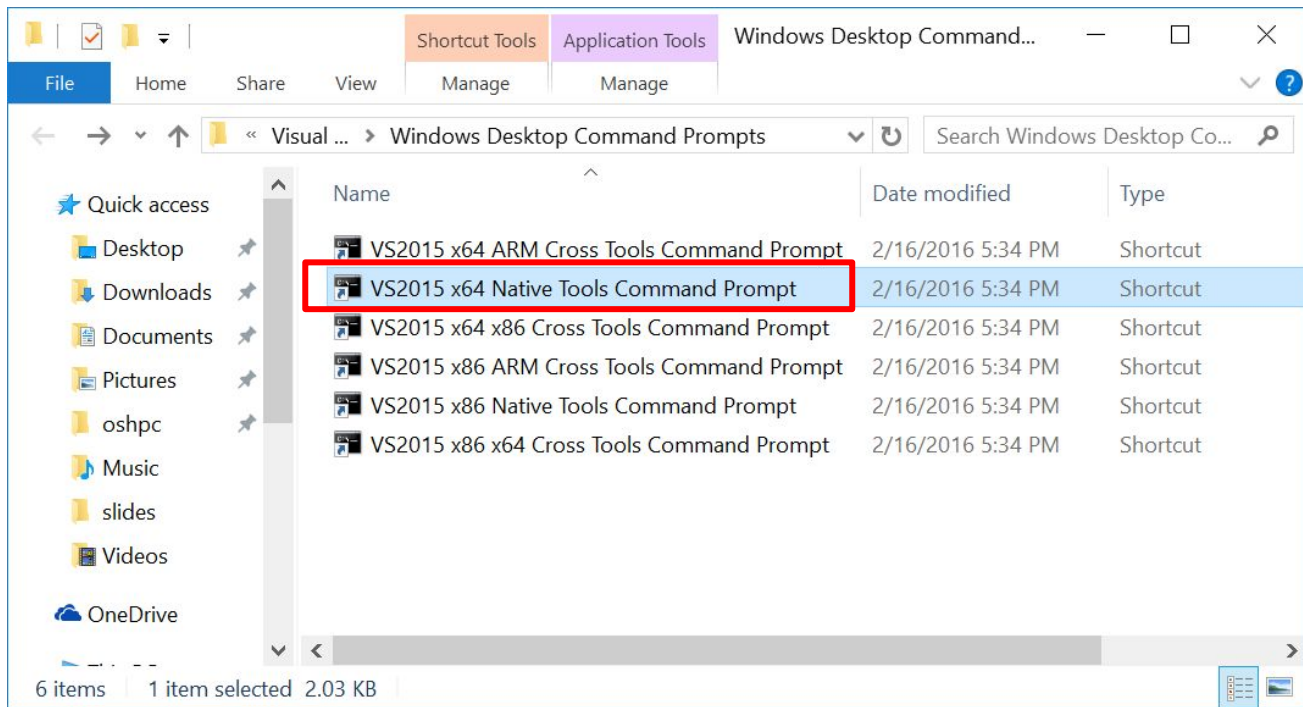 Shortcut Tools Application Tools Windows Desktop Command...
File Home Share View Manage Manage ?
« Visual ... > Windows Desktop Command Prompts Search Windows Desktop Co...
Name Date modified Type
Quick access
Desktop
Downloads
Documents
Pictures
oshpc
Music
slides
Videos
OneDrive
VS2015 x64 ARM Cross Tools Command Prompt 2/16/2016 5:34 PM Shortcut
VS2015 x64 Native Tools Command Prompt 2/16/2016 5:34 PM Shortcut
VS2015 x64 x86 Cross Tools Command Prompt 2/16/2016 5:34 PM Shortcut
VS2015 x86 ARM Cross Tools Command Prompt 2/16/2016 5:34 PM Shortcut
VS2015 x86 Native Tools Command Prompt 2/16/2016 5:34 PM Shortcut
VS2015 x86 x64 Cross Tools Command Prompt 2/16/2016 5:34 PM Shortcut
6 items 1 item selected 2.03 KB